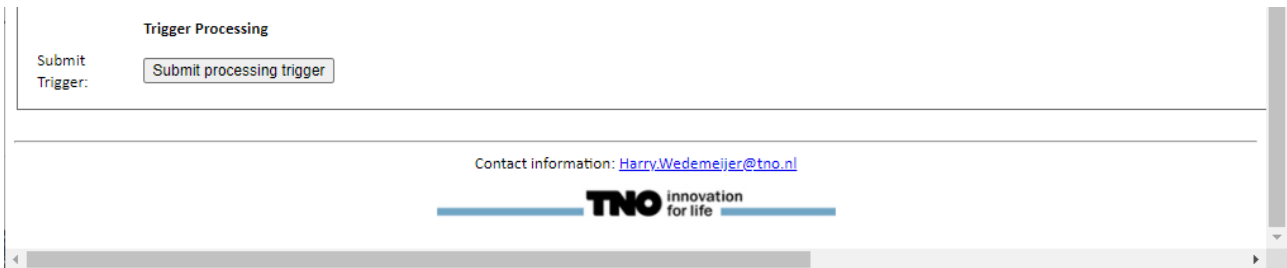 Trigger Processing
Submit
Trigger:
Submit processing trigger
Contact information: Harry.Wedemeijer@tno.nl
TNO innovation
for life